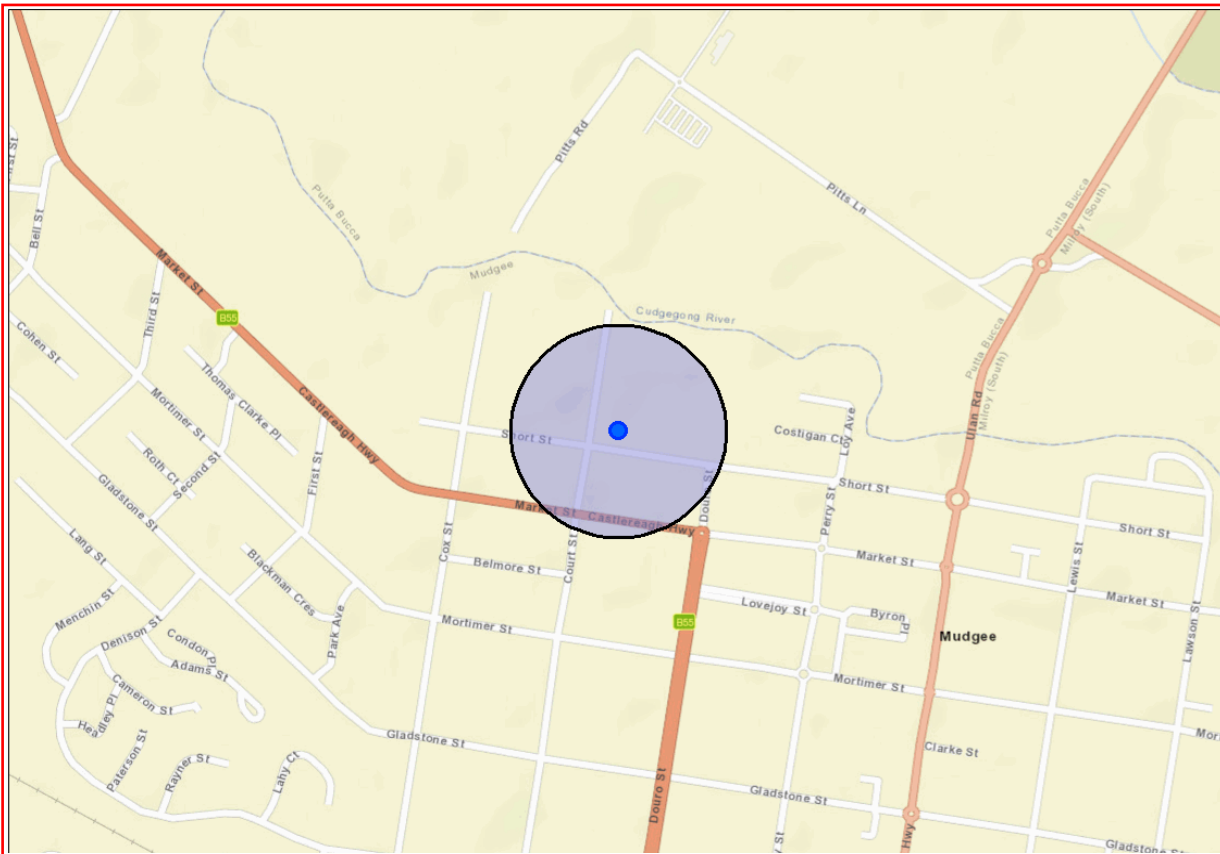 Pitts Rd
Pitts Ln
Putta Bucca
Milroy (South)
Putta Bucca
Bell St
Market St
Mudgee
B55
Third St
Cudgegong River
Putta Bucca
Milroy (South)
Ulan Rd
Cohen St
Thomas Clarke Pl
Mortimer St
Castlereagh Hwy
Short St
Costigan Ct
Loy Ave
Roth Ct
Second St
First St
Gladstone St
Douro St
Short St
Perry St
Short St
Market St
Castlereagh Hwy
Cox St
Court St
Belmore St
Market St
Lewis St
Market St
Lang St
Blackman Cres
Park Ave
Menchin St
Denison St
Lovejoy St
Byron
Pl
Lawson St
Mortimer St
B55
Mudgee
Condon Pl
Adams St
Cameron St
Mortimer St
Headley Pl
Paterson St
Rayner St
Lahy Ct
Gladstone St
Clarke St
Douro St
Gladstone St
Hwy
Gladstone St